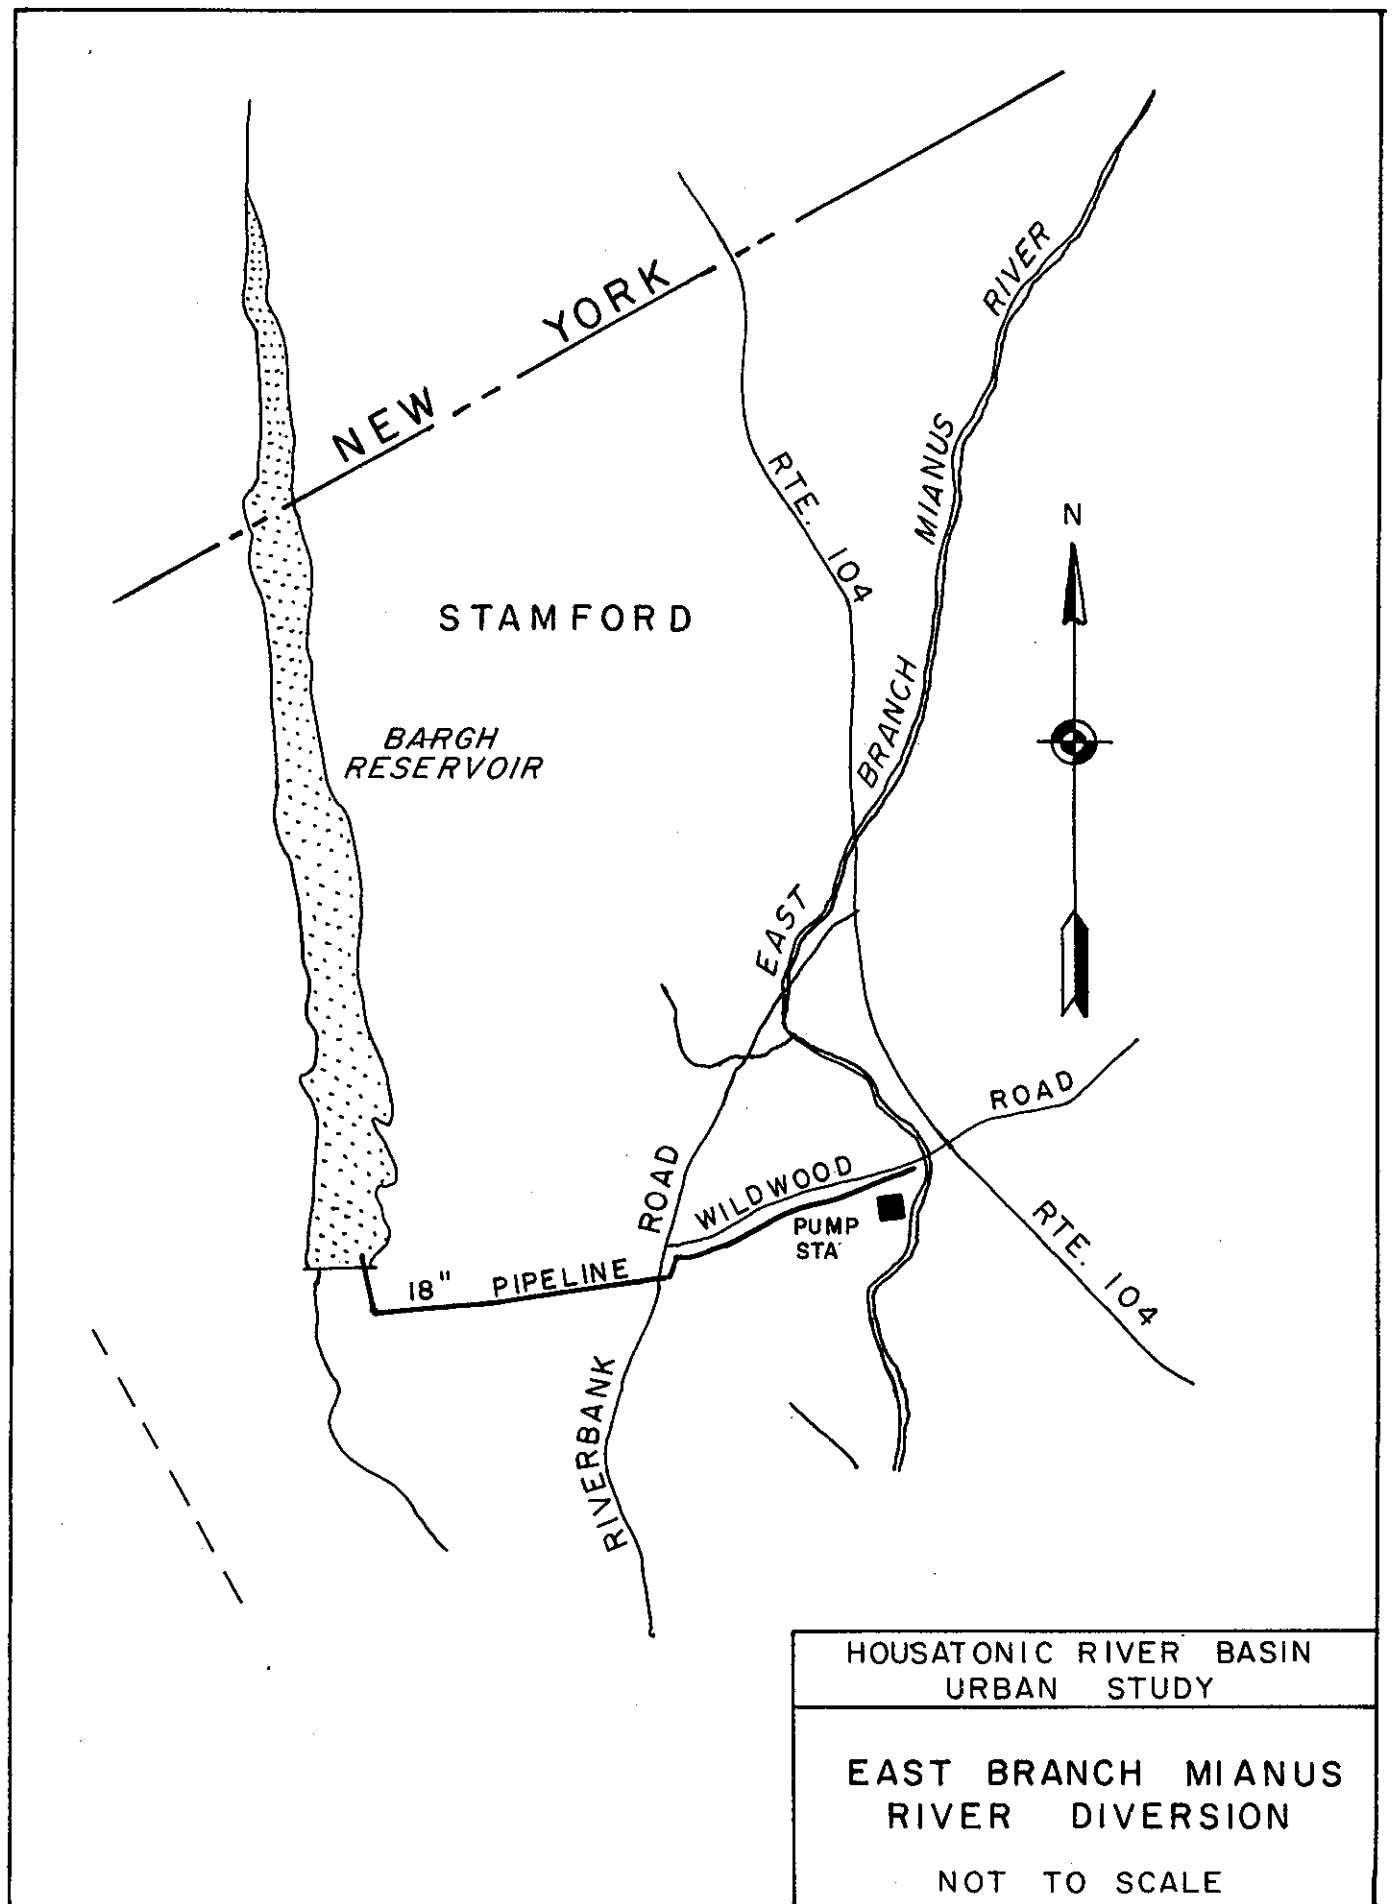 NEW YORK
RIVER
MIANUS
BRANCH
EAST
RTE. 104
N
STAMFORD
BARGH
RESERVOIR
ROAD
WILDWOOD
PUMP
STA.
18" PIPELINE
ROAD
RIVERBANK
RTE. 104
HOUSATONIC RIVER BASIN
URBAN STUDY
EAST BRANCH MIANUS
RIVER DIVERSION
NOT TO SCALE